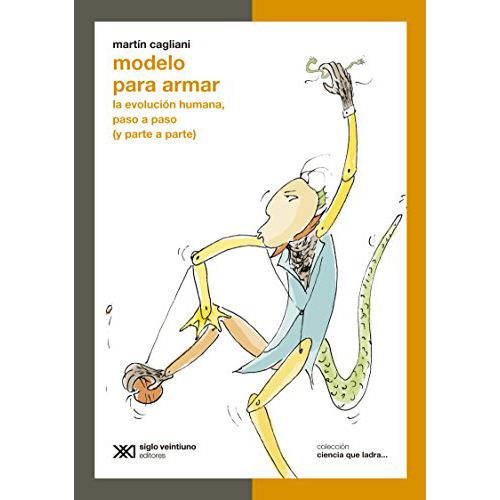 martín cagliani
modelo
para armar
la evolución humana,
paso a paso
(y parte a parte)
siglo veintiuno
editores
colección
ciencia que ladra...